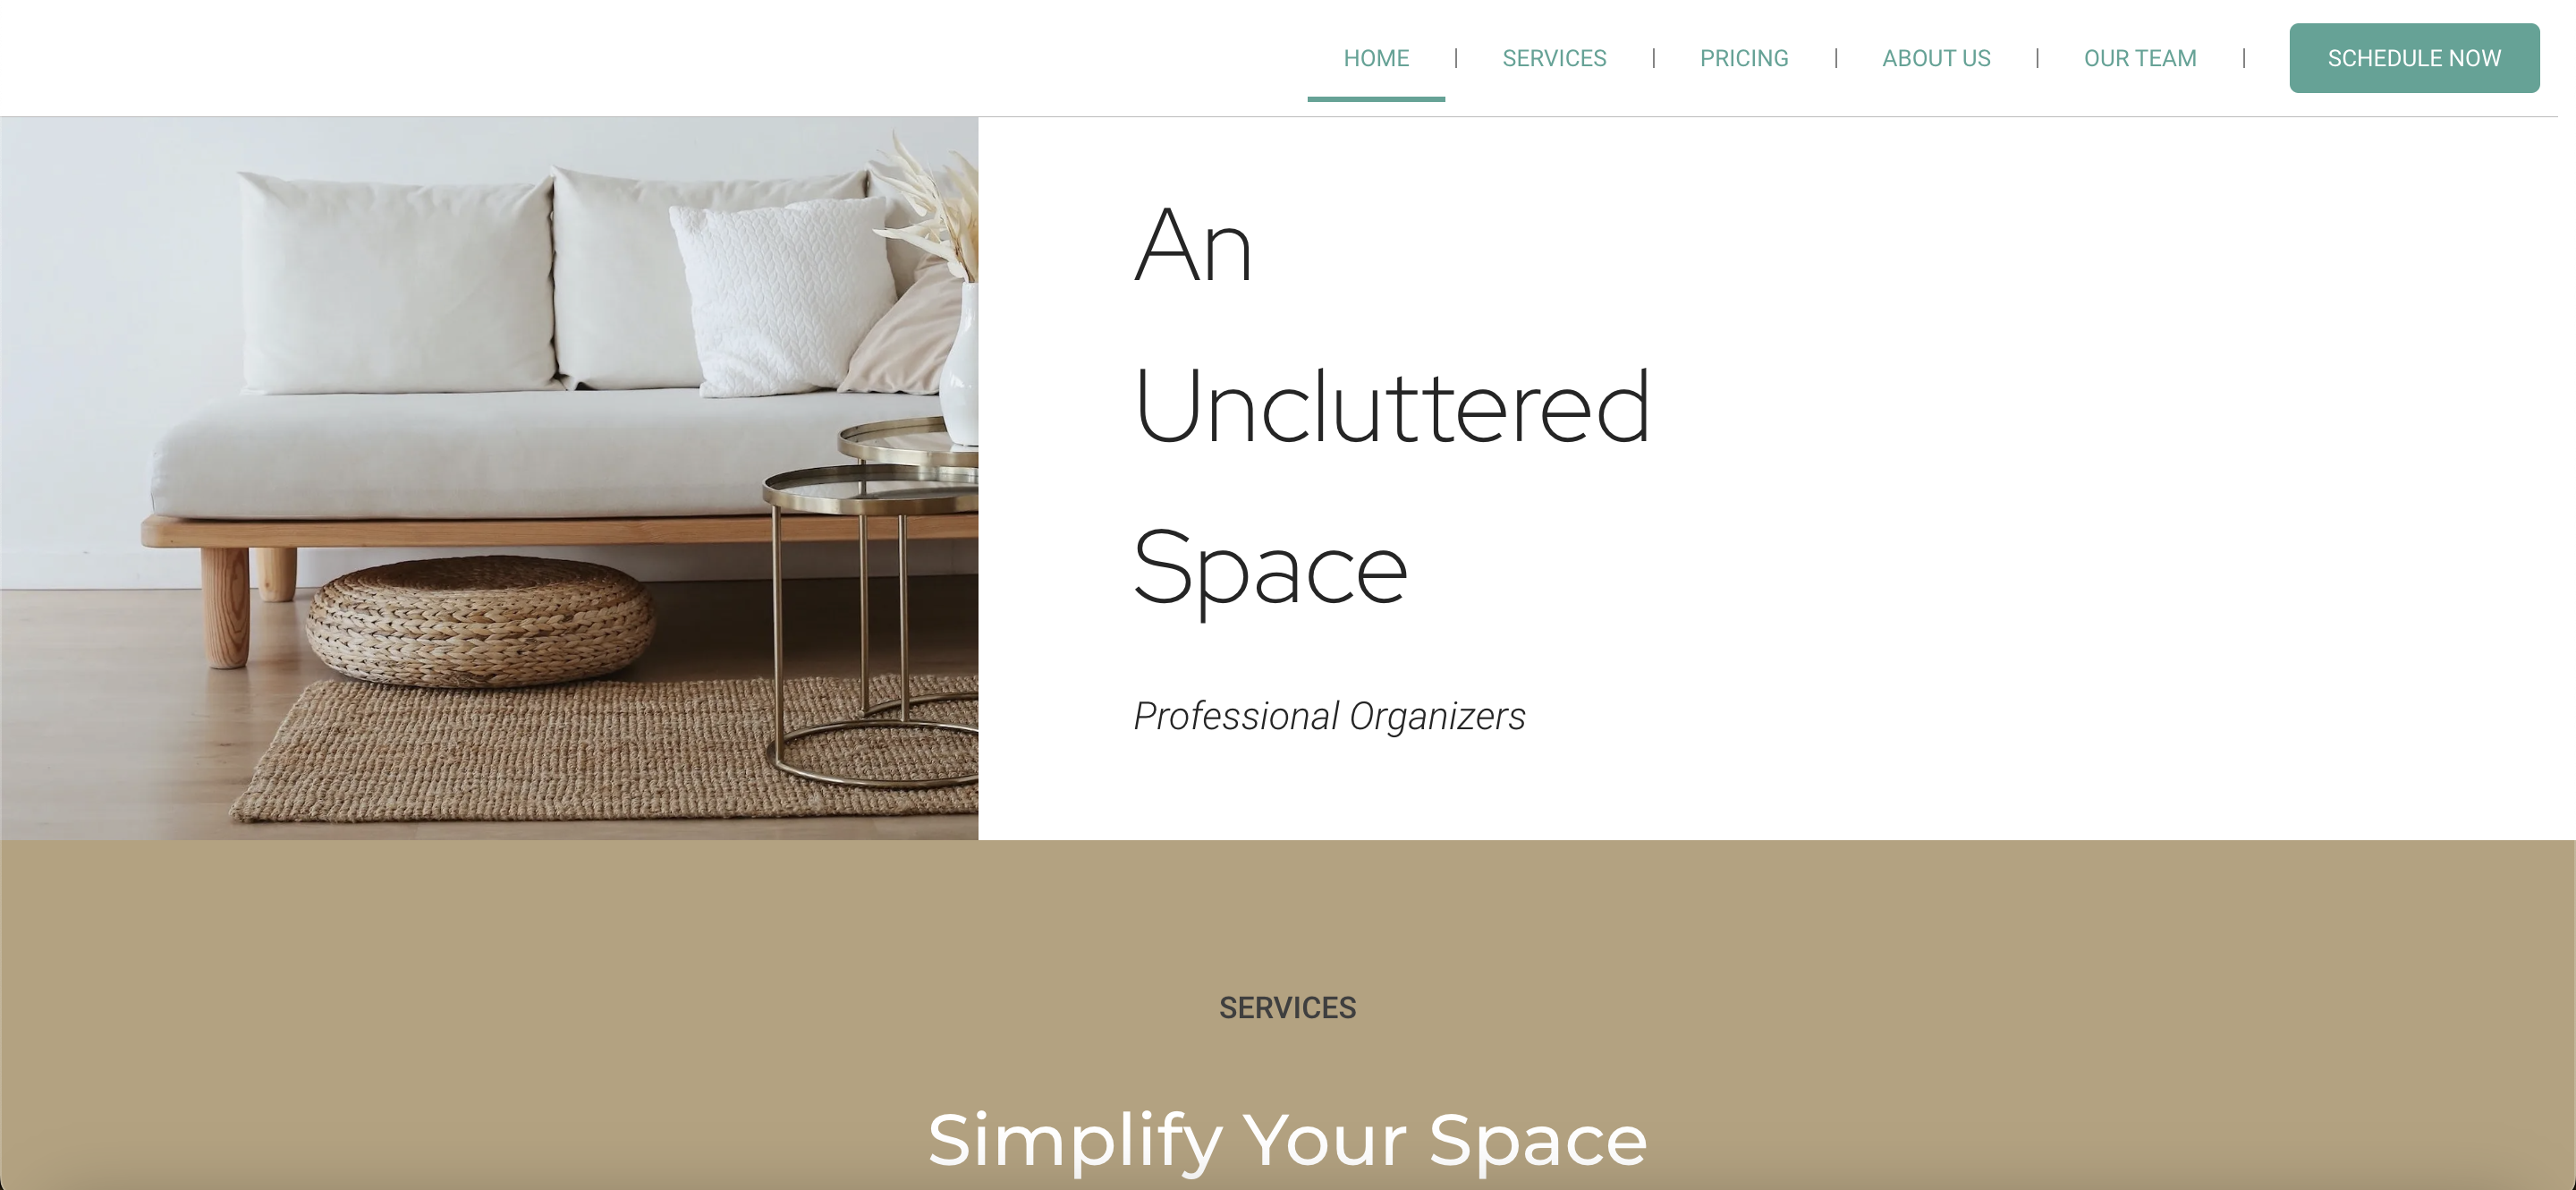 HOME | SERVICES | PRICING | ABOUT US | OUR TEAM | SCHEDULE NOW
An
Uncluttered
Space
Professional Organizers
SERVICES
Simplify Your Space